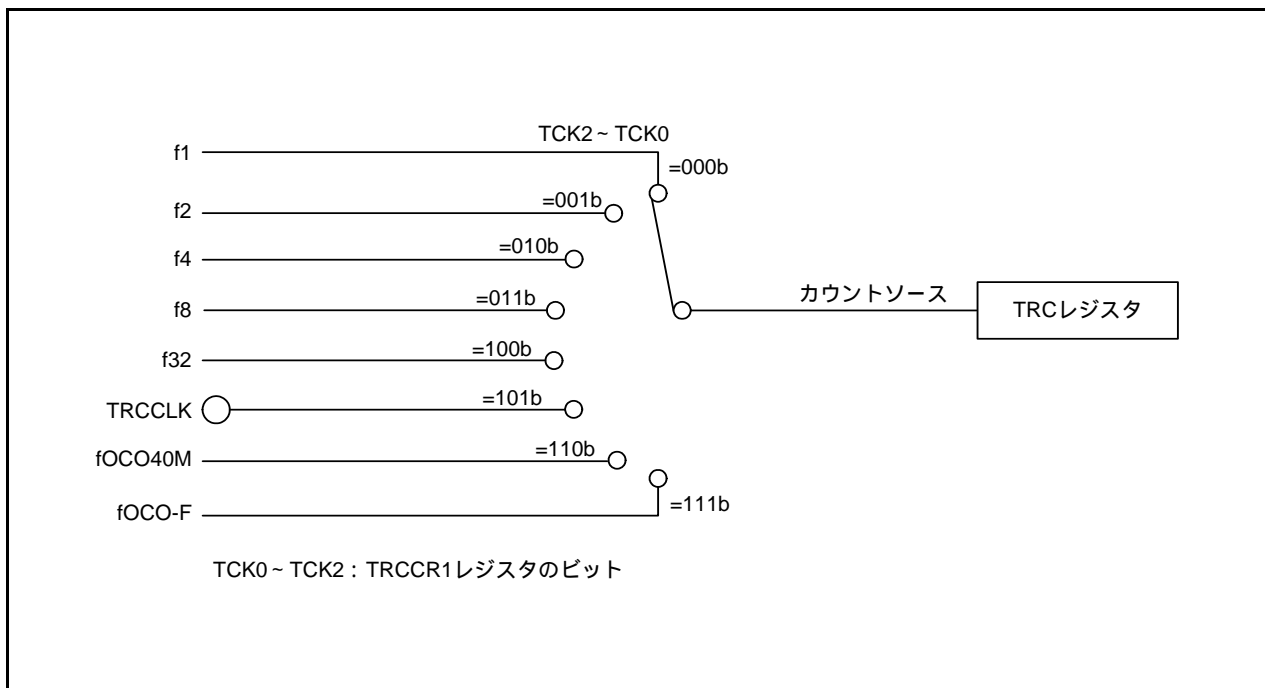 TCK2 ~ TCK0
f1
=000b
f2
=001b
f4
=010b
f8
=011b
カウントソース
TRCレジスタ
f32
=100b
TRCCLK
=101b
fOCO40M
=110b
fOCO-F
=111b
TCK0 ~ TCK2 : TRCCR1レジスタのビット